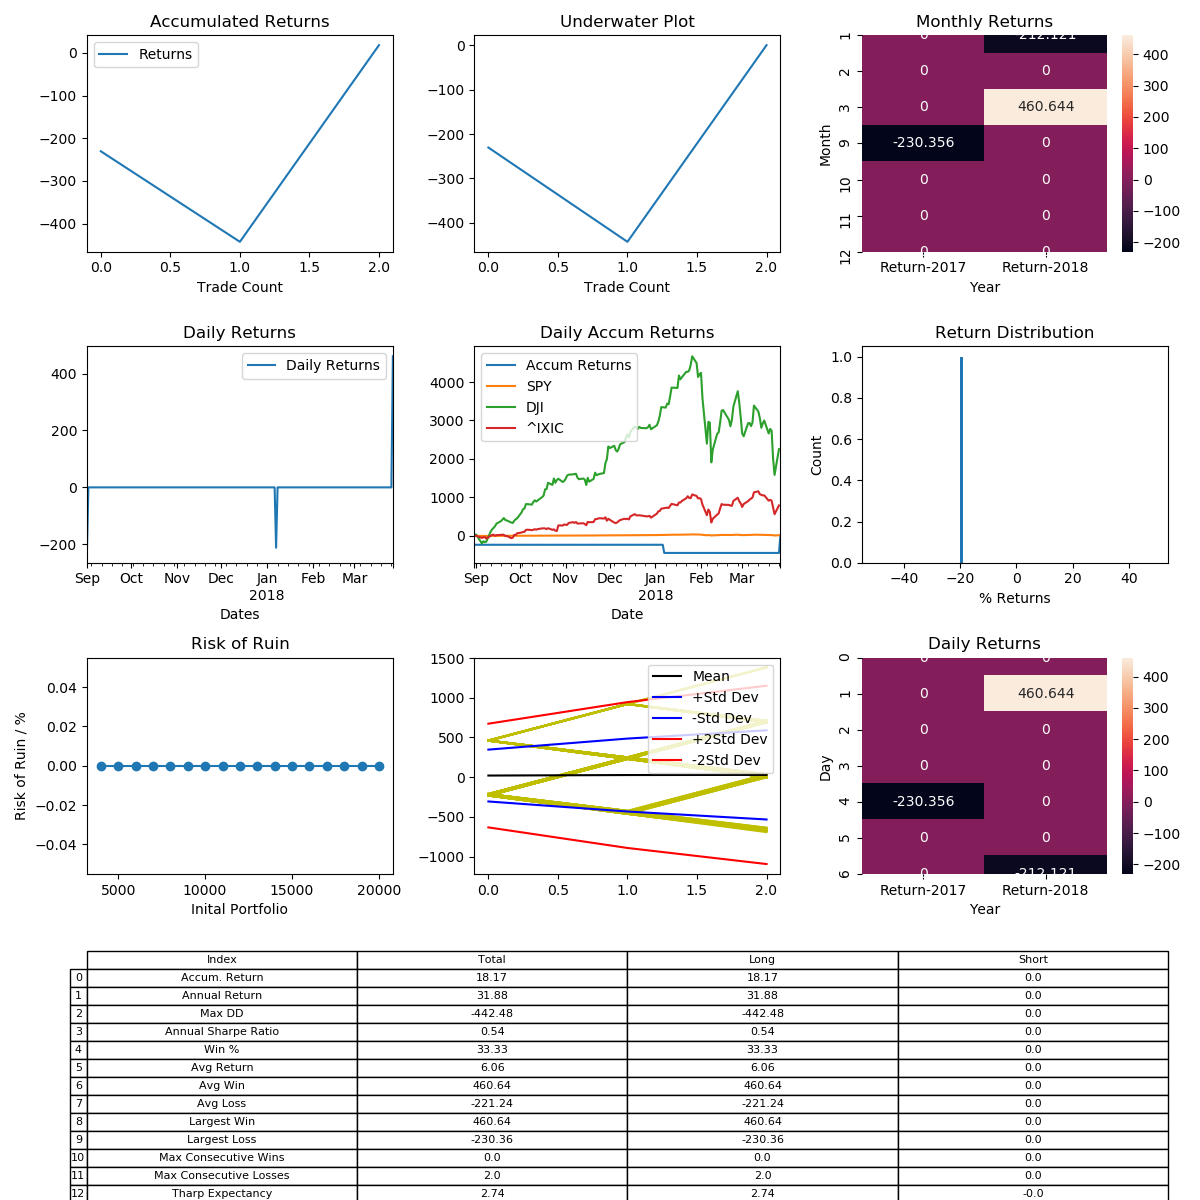 Accumulated Returns
Returns
0
−100
−200
−300
−400
0.0 0.5 1.0 1.5 2.0
Trade Count
Underwater Plot
0
−100
−200
−300
−400
0.0 0.5 1.0 1.5 2.0
Trade Count
Monthly Returns
Month
1 0 -212.121
2 0 0
3 0 460.644
9 -230.356 0
10 0 0
11 0 0
12 0 0
Return-2017 Return-2018
Year
400
300
200
100
0
−100
−200
Daily Returns
Daily Returns
400
200
0
−200
Sep Oct Nov Dec Jan Feb Mar
2018
Dates
Daily Accum Returns
Accum Returns
SPY
DJI
^IXIC
4000
3000
2000
1000
0
Sep Oct Nov Dec Jan Feb Mar
2018
Date
Return Distribution
Count
1.0
0.8
0.6
0.4
0.2
0.0
−40 −20 0 20 40
% Returns
Risk of Ruin
Risk of Ruin / %
0.04
0.02
0.00
−0.02
−0.04
5000 10000 15000 20000
Inital Portfolio
1500
1000
500
0
−500
−1000
Mean
+Std Dev
-Std Dev
+2Std Dev
-2Std Dev
0.0 0.5 1.0 1.5 2.0
Daily Returns
Day
0 0 0
1 0 460.644
2 0 0
3 0 0
4 -230.356 0
5 0 0
6 0 -212.121
Return-2017 Return-2018
Year
400
300
200
100
0
−100
−200
Index Total Long Short
0 Accum. Return 18.17 18.17 0.0
1 Annual Return 31.88 31.88 0.0
2 Max DD -442.48 -442.48 0.0
3 Annual Sharpe Ratio 0.54 0.54 0.0
4 Win % 33.33 33.33 0.0
5 Avg Return 6.06 6.06 0.0
6 Avg Win 460.64 460.64 0.0
7 Avg Loss -221.24 -221.24 0.0
8 Largest Win 460.64 460.64 0.0
9 Largest Loss -230.36 -230.36 0.0
10 Max Consecutive Wins 0.0 0.0 0.0
11 Max Consecutive Losses 2.0 2.0 0.0
12 Tharp Expectancy 2.74 2.74 -0.0